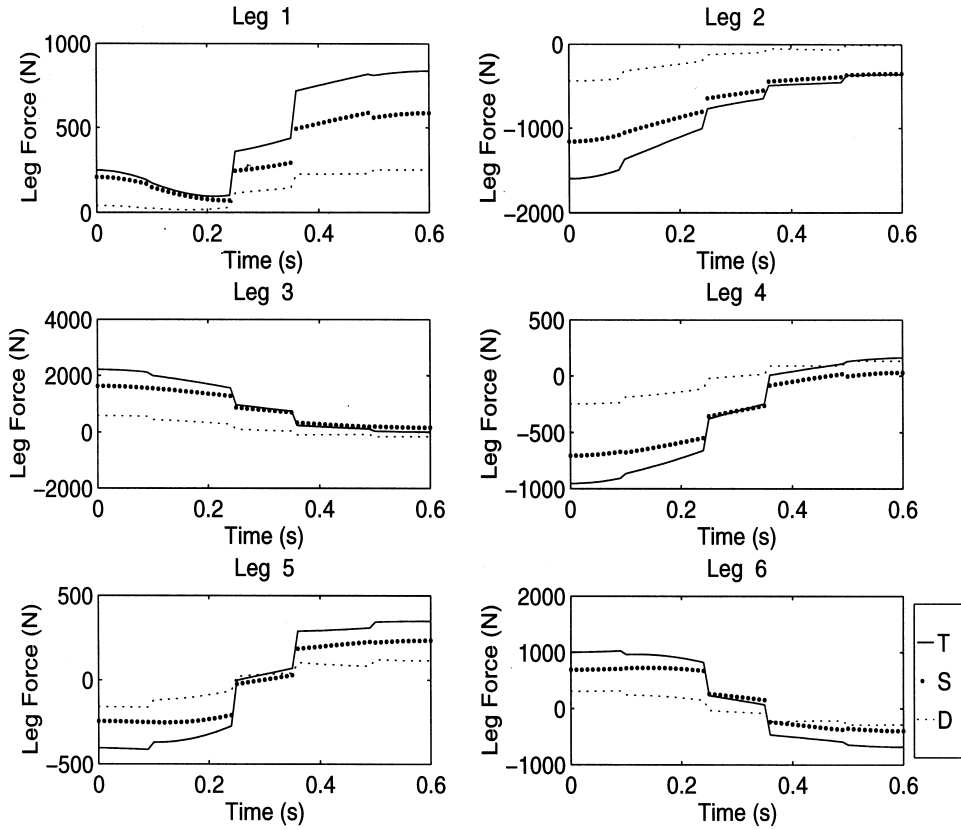 Leg 1
Leg Force (N)
1000
500
0
0 0.2 0.4 0.6
Time (s)
Leg 2
Leg Force (N)
0
−1000
−2000
0 0.2 0.4 0.6
Time (s)
Leg 3
Leg Force (N)
4000
2000
0
−2000
0 0.2 0.4 0.6
Time (s)
Leg 4
Leg Force (N)
500
0
−500
−1000
0 0.2 0.4 0.6
Time (s)
Leg 5
Leg Force (N)
500
0
−500
0 0.2 0.4 0.6
Time (s)
Leg 6
Leg Force (N)
2000
1000
0
−1000
0 0.2 0.4 0.6
Time (s)
T
S
D